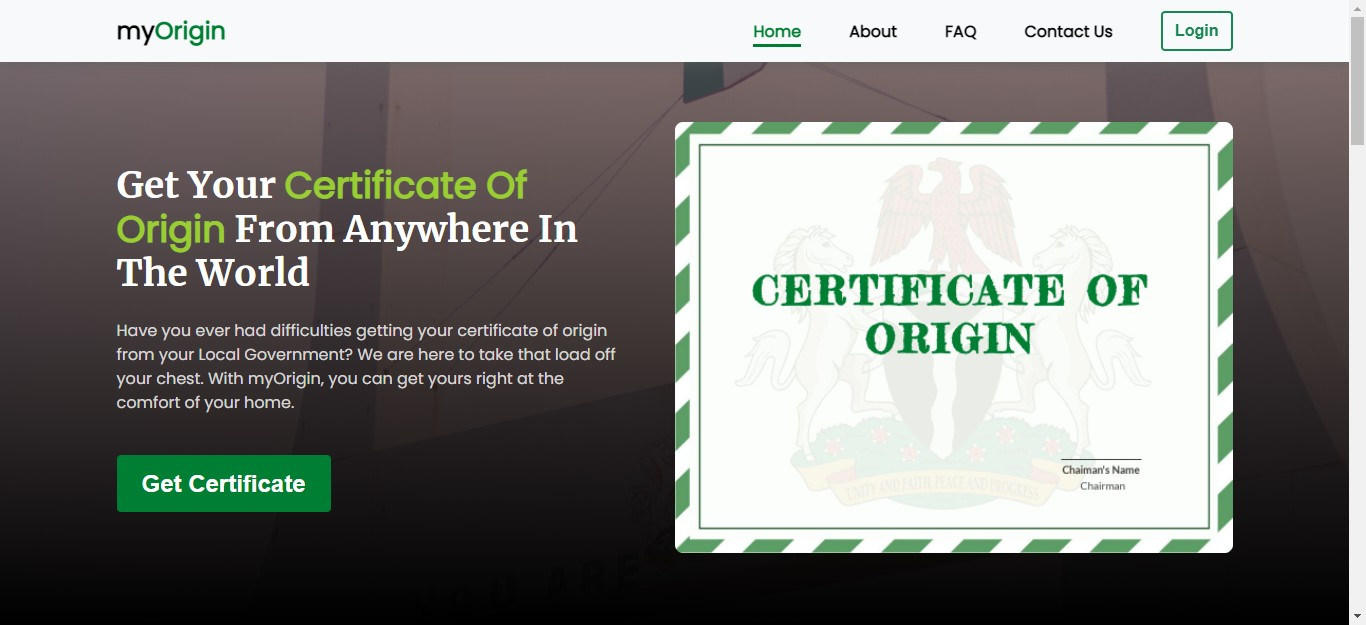 myOrigin
Home
About
FAQ
Contact Us
Login
Get Your Certificate Of
Origin From Anywhere In
The World
Have you ever had difficulties getting your certificate of origin
from your Local Government? We are here to take that load off
your chest. With myOrigin, you can get yours right at the
comfort of your home.
Get Certificate
CERTIFICATE OF
ORIGIN
Chaiman's Name
Chairman
UNITY AND FAITH, PEACE AND PROGRESS
YOU ARE